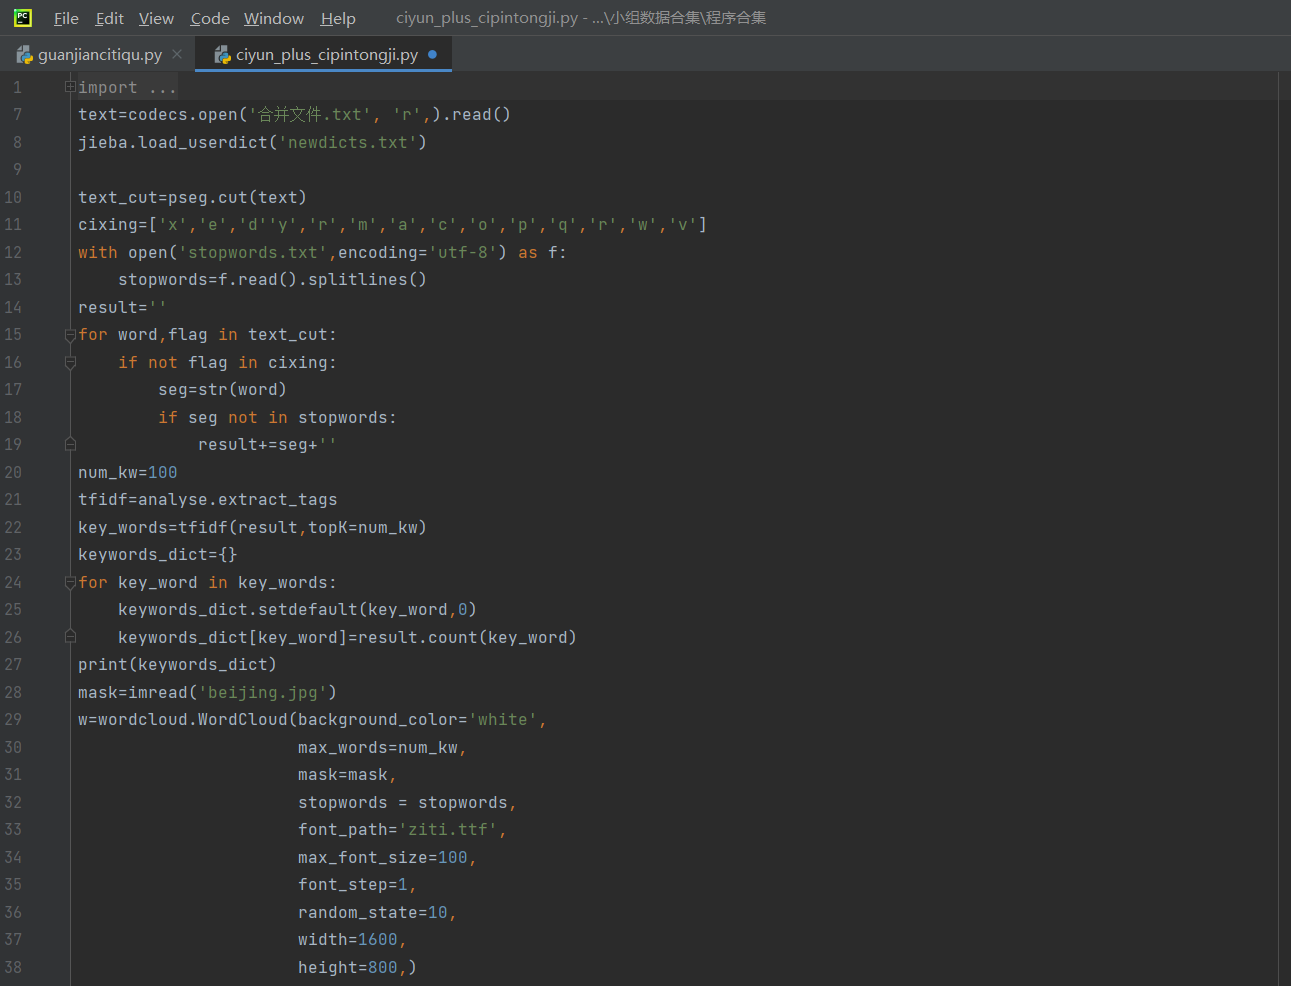 PC File Edit View Code Window Help ciyun_plus_cipintongji.py - ...\小组数据合集\程序合集
guanjiancitiqu.py ciyun_plus_cipintongji.py
1 import ...
7 text=codecs.open('合并文件.txt', 'r',).read()
8 jieba.load_userdict('newdicts.txt')
9
10 text_cut=pseg.cut(text)
11 cixing=['x','e','d''y','r','m','a','c','o','p','q','r','w','v']
12 with open('stopwords.txt',encoding='utf-8') as f:
13     stopwords=f.read().splitlines()
14 result=''
15 for word,flag in text_cut:
16     if not flag in cixing:
17         seg=str(word)
18         if seg not in stopwords:
19             result+=seg+''
20 num_kw=100
21 tfidf=analyse.extract_tags
22 key_words=tfidf(result,topK=num_kw)
23 keywords_dict={}
24 for key_word in key_words:
25     keywords_dict.setdefault(key_word,0)
26     keywords_dict[key_word]=result.count(key_word)
27 print(keywords_dict)
28 mask=imread('beijing.jpg')
29 w=wordcloud.WordCloud(background_color='white',
30                       max_words=num_kw,
31                       mask=mask,
32                       stopwords = stopwords,
33                       font_path='ziti.ttf',
34                       max_font_size=100,
35                       font_step=1,
36                       random_state=10,
37                       width=1600,
38                       height=800,)